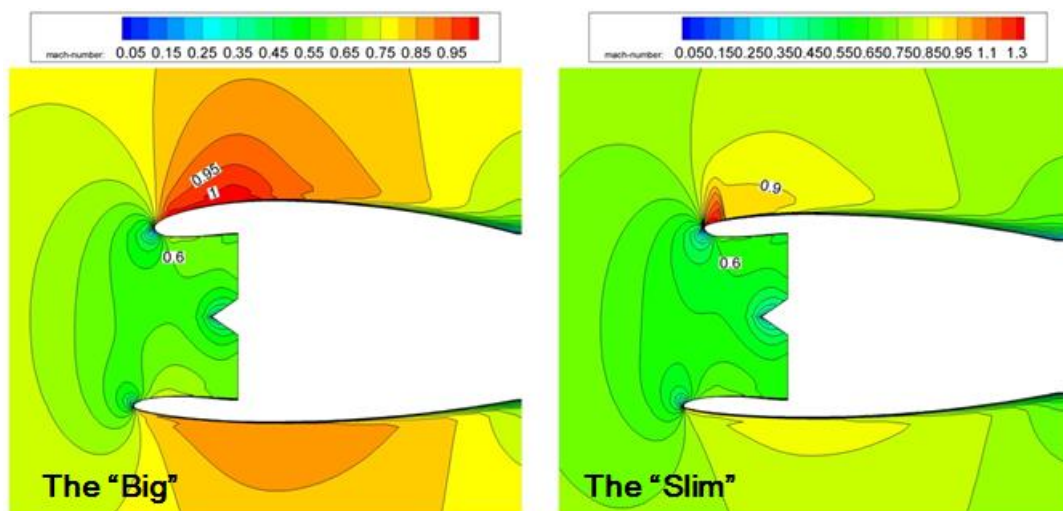 mach-number: 0.05 0.15 0.25 0.35 0.45 0.55 0.65 0.75 0.85 0.95
mach-number: 0.050.150.250.350.450.550.650.750.850.95 1.1 1.3
0.95
1
0.6
0.9
0.6
The “Big”
The “Slim”